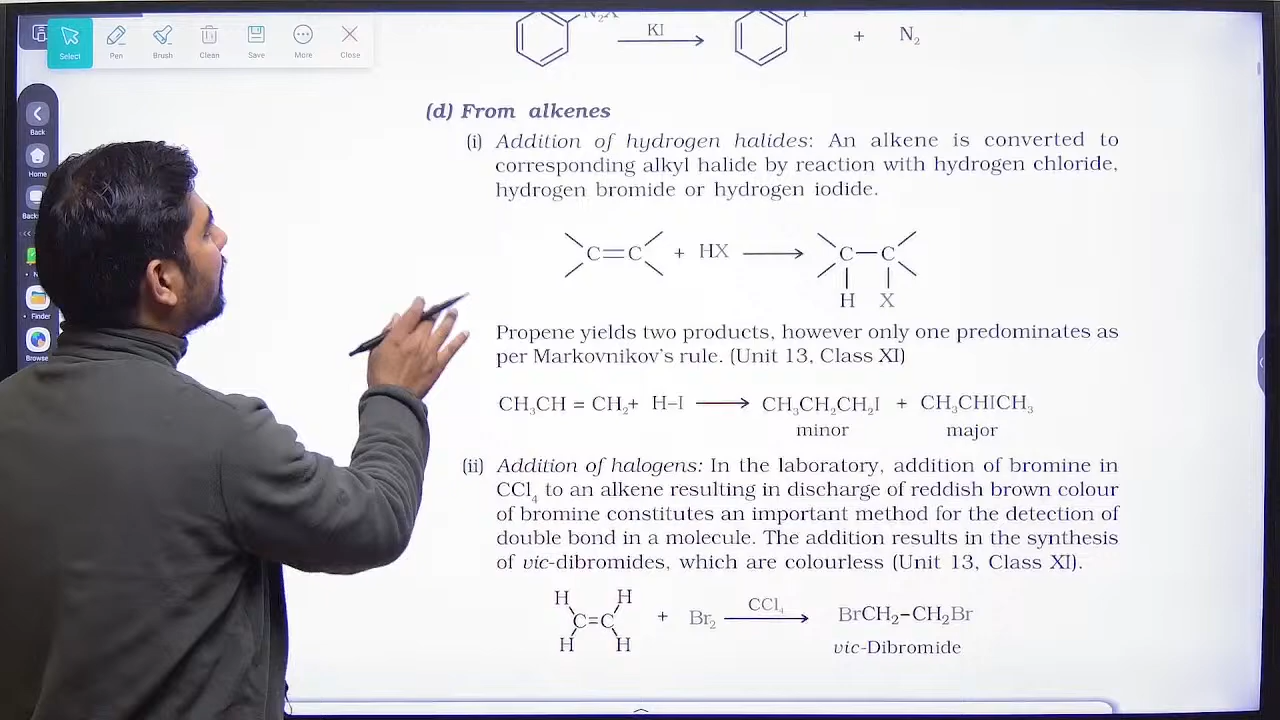 Select
Pen
Brush
Clean
Save
More
Close
Back
Home
Finder
Browse
KI
+ N₂
(d) From alkenes
(i) Addition of hydrogen halides: An alkene is converted to
corresponding alkyl halide by reaction with hydrogen chloride,
hydrogen bromide or hydrogen iodide.
C=C + HX C—C
H X
Propene yields two products, however only one predominates as
per Markovnikov's rule. (Unit 13, Class XI)
CH₃CH = CH₂+ H–I ⟶ CH₃CH₂CH₂I + CH₃CHICH₃
minor major
(ii) Addition of halogens: In the laboratory, addition of bromine in
CCl₄ to an alkene resulting in discharge of reddish brown colour
of bromine constitutes an important method for the detection of
double bond in a molecule. The addition results in the synthesis
of vic-dibromides, which are colourless (Unit 13, Class XI).
H H
C=C + Br₂ CCl₄ BrCH₂–CH₂Br
H H
vic-Dibromide